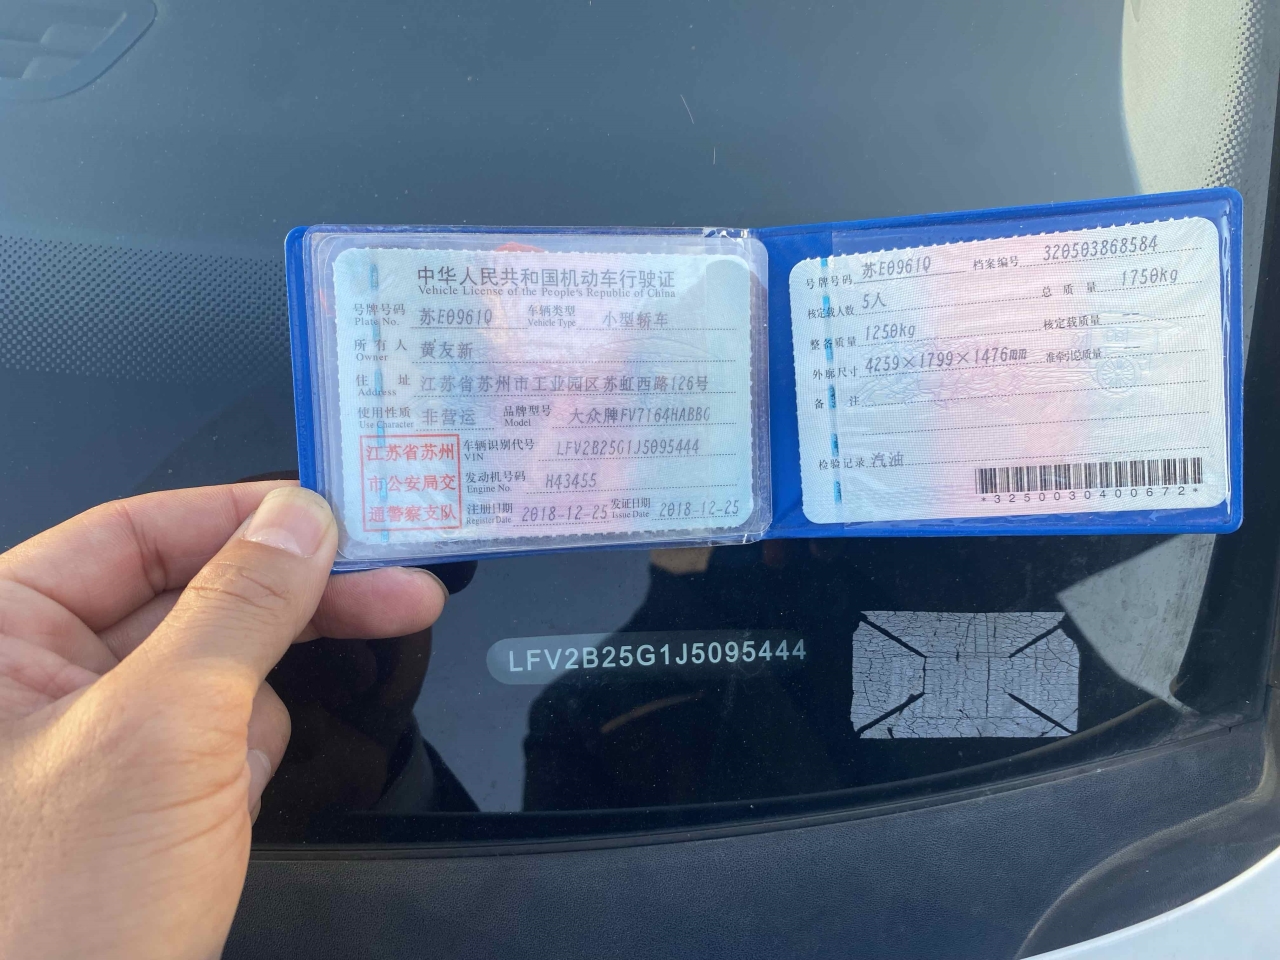 中华人民共和国机动车行驶证
Vehicle License of the People's Republic of China
号牌号码 Plate No. 苏E0961Q 车辆类型 Vehicle Type 小型轿车
所有人 Owner 黄友新
住址 Address 江苏省苏州市工业园区苏虹西路126号
使用性质 Use Character 非营运 品牌型号 Model 大众牌FV7164HABBG
江苏省苏州
市公安局交
通警察支队
车辆识别代号 VIN LFV2B25G1J5095444
发动机号码 Engine No. H43455
注册日期 Register Date 2018-12-25 发证日期 Issue Date 2018-12-25
号牌号码 苏E0961Q 档案编号 320503868584
核定载人数 5人 总质量 1750kg
整备质量 1250kg 核定载质量
外廓尺寸 4259×1799×1476mm 准牵引总质量
备注
检验记录 汽油
*3250030400672*
LFV2B25G1J5095444